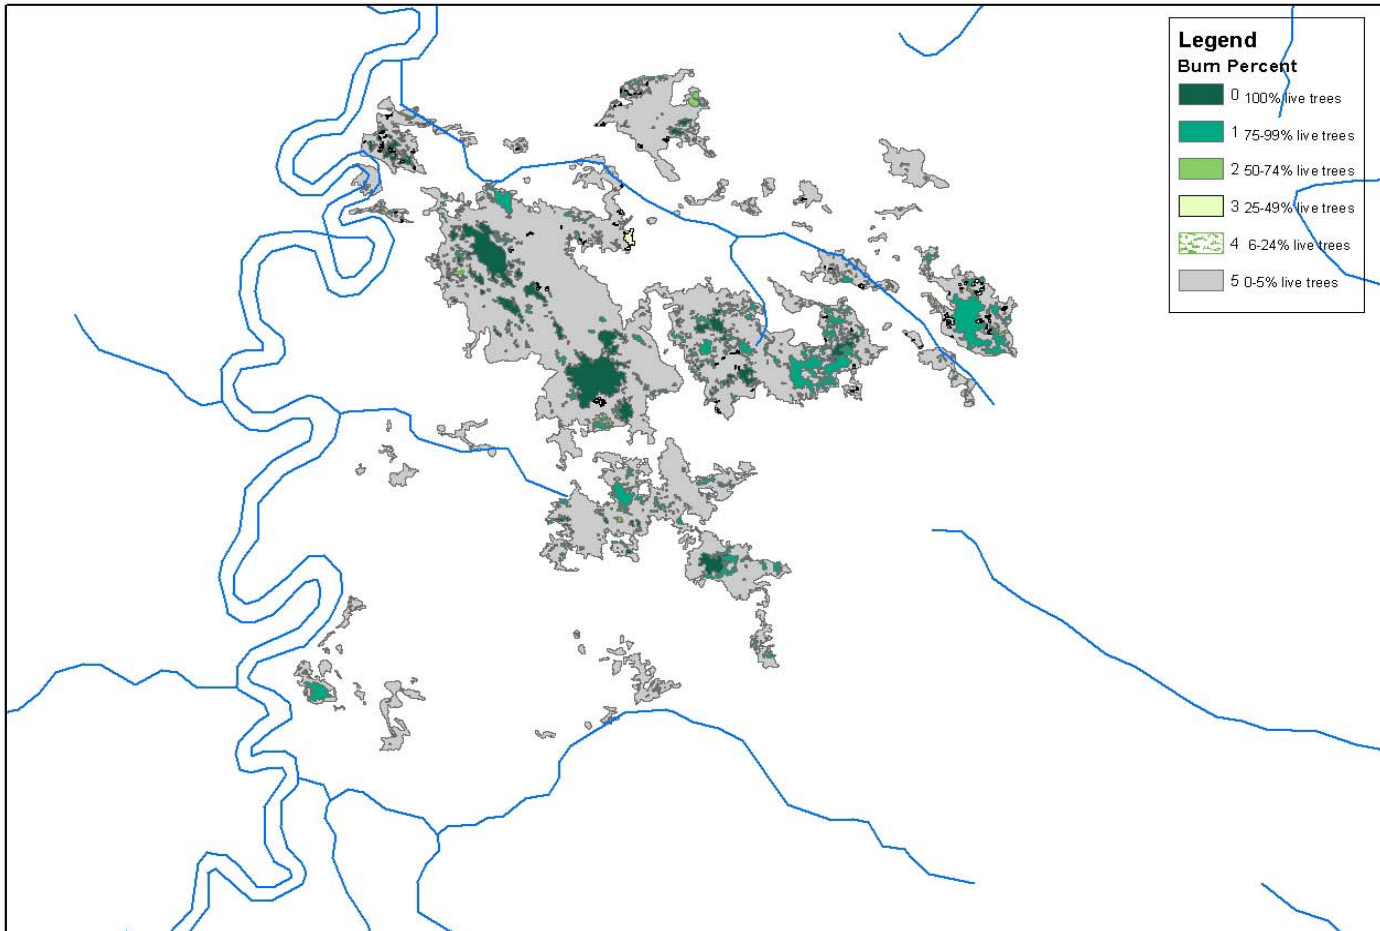 Legend
Burn Percent
0 100% live trees
1 75-99% live trees
2 50-74% live trees
3 25-49% live trees
4 6-24% live trees
5 0-5% live trees